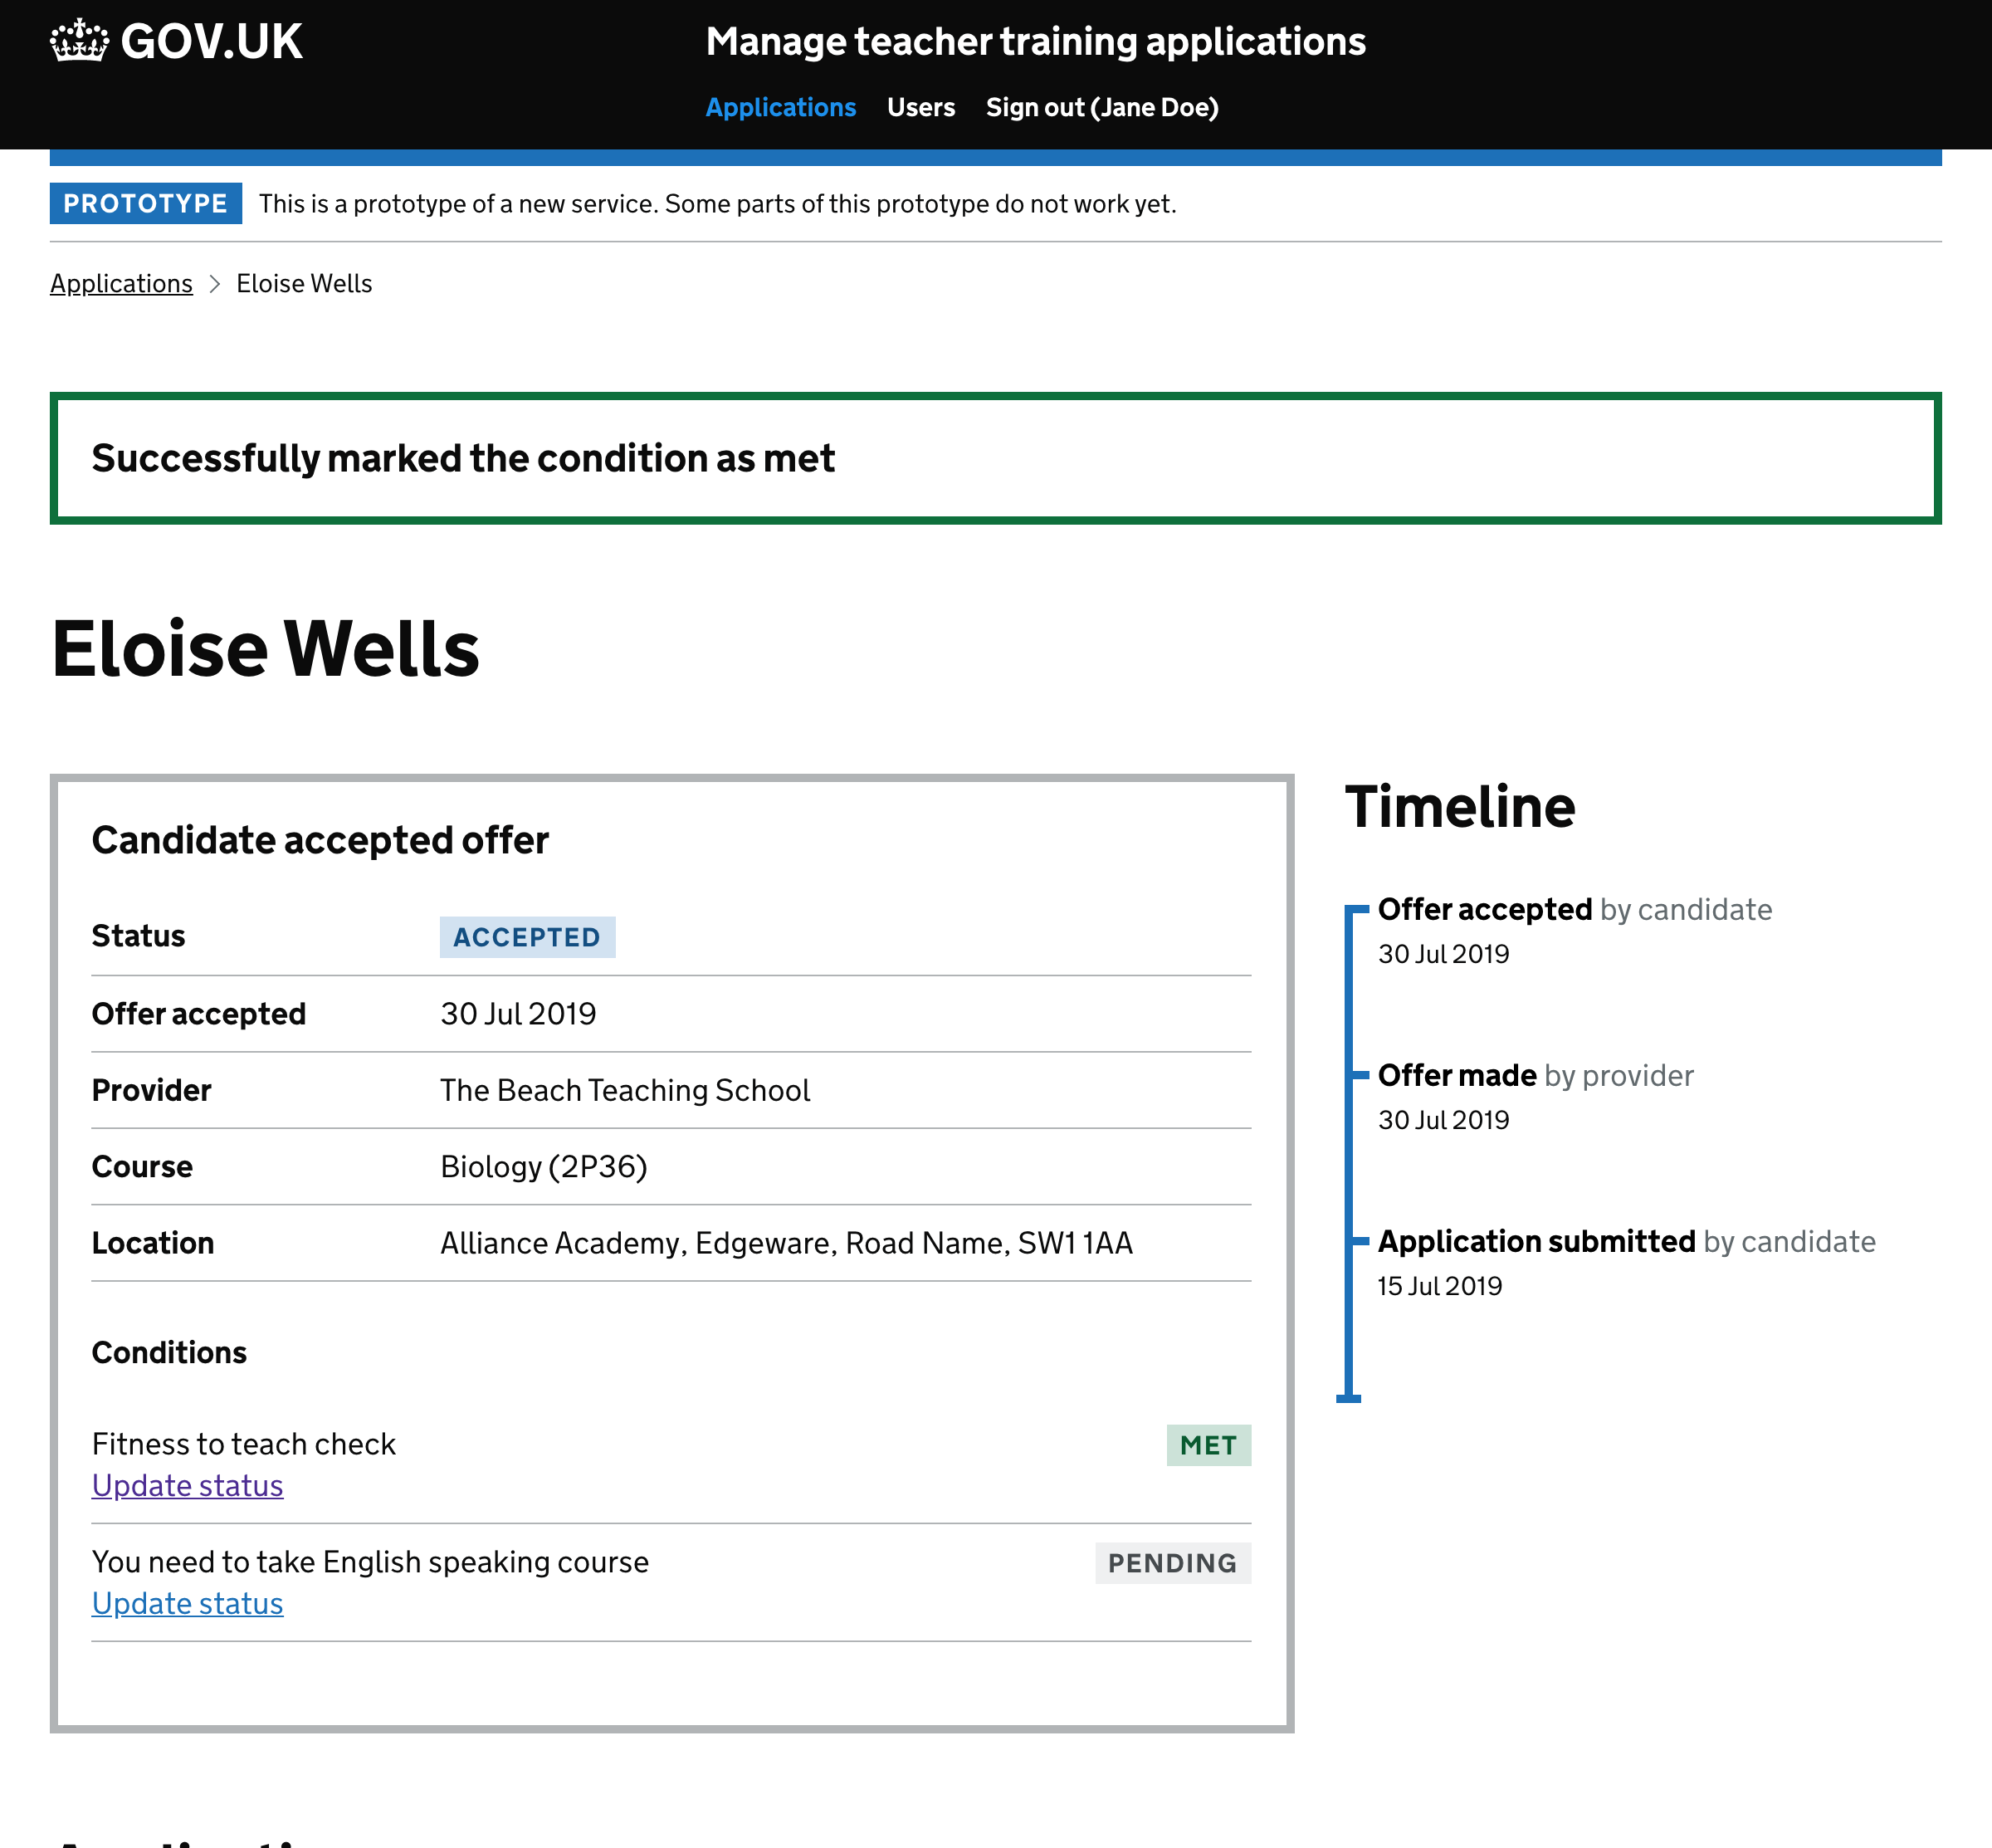 GOV.UK
Manage teacher training applications
Applications Users Sign out (Jane Doe)
PROTOTYPE This is a prototype of a new service. Some parts of this prototype do not work yet.
Applications > Eloise Wells
Successfully marked the condition as met
Eloise Wells
Candidate accepted offer
Status ACCEPTED
Offer accepted 30 Jul 2019
Provider The Beach Teaching School
Course Biology (2P36)
Location Alliance Academy, Edgeware, Road Name, SW1 1AA
Conditions
Fitness to teach check MET
Update status
You need to take English speaking course PENDING
Update status
Timeline
Offer accepted by candidate
30 Jul 2019
Offer made by provider
30 Jul 2019
Application submitted by candidate
15 Jul 2019